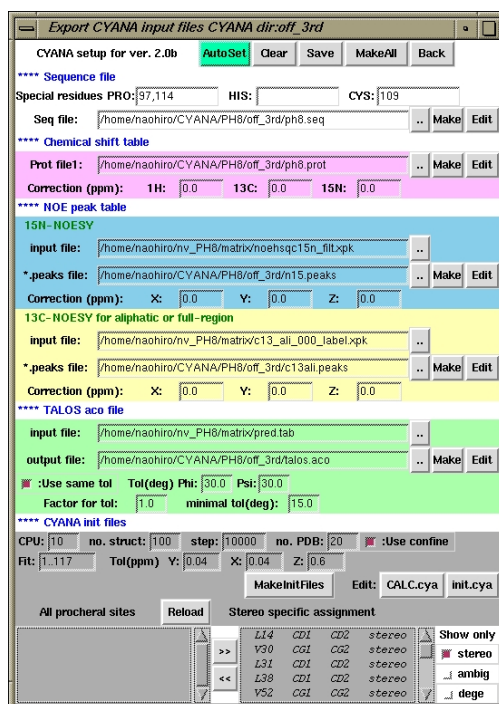 Export CYANA input files CYANA dir:off_3rd
CYANA setup for ver. 2.0b AutoSet Clear Save MakeAll Back
**** Sequence file
Special residues PRO: 97,114 HIS: CYS: 109
Seq file: /home/naohiro/CYANA/PH8/off_3rd/ph8.seq .. Make Edit
**** Chemical shift table
Prot file1: /home/naohiro/CYANA/PH8/off_3rd/ph8.prot .. Make Edit
Correction (ppm): 1H: 0.0 13C: 0.0 15N: 0.0
**** NOE peak table
15N-NOESY
input file: /home/naohiro/nv_PH8/matrix/noehsqc15n_filt.xpk ..
*.peaks file: /home/naohiro/CYANA/PH8/off_3rd/n15.peaks .. Make Edit
Correction (ppm): X: 0.0 Y: 0.0 Z: 0.0
13C-NOESY for aliphatic or full-region
input file: /home/naohiro/nv_PH8/matrix/c13_ali_000_label.xpk ..
*.peaks file: /home/naohiro/CYANA/PH8/off_3rd/c13ali.peaks .. Make Edit
Correction (ppm): X: 0.0 Y: 0.0 Z: 0.0
**** TALOS aco file
input file: /home/naohiro/nv_PH8/matrix/pred.tab ..
output file: /home/naohiro/CYANA/PH8/off_3rd/talos.aco .. Make Edit
:Use same tol Tol(deg) Phi: 30.0 Psi: 30.0
Factor for tol: 1.0 minimal tol(deg): 15.0
**** CYANA init files
CPU: 10 no. struct: 100 step: 10000 no. PDB: 20 :Use confine
Fit: 1..117 Tol(ppm) Y: 0.04 X: 0.04 Z: 0.6
MakeInitFiles Edit: CALC.cya init.cya
All procheral sites Reload Stereo specific assignment
L14 CD1 CD2 stereo Show only
>> V30 CG1 CG2 stereo stereo
L31 CD1 CD2 stereo
<< L38 CD1 CD2 stereo ambig
V52 CG1 CG2 stereo dege